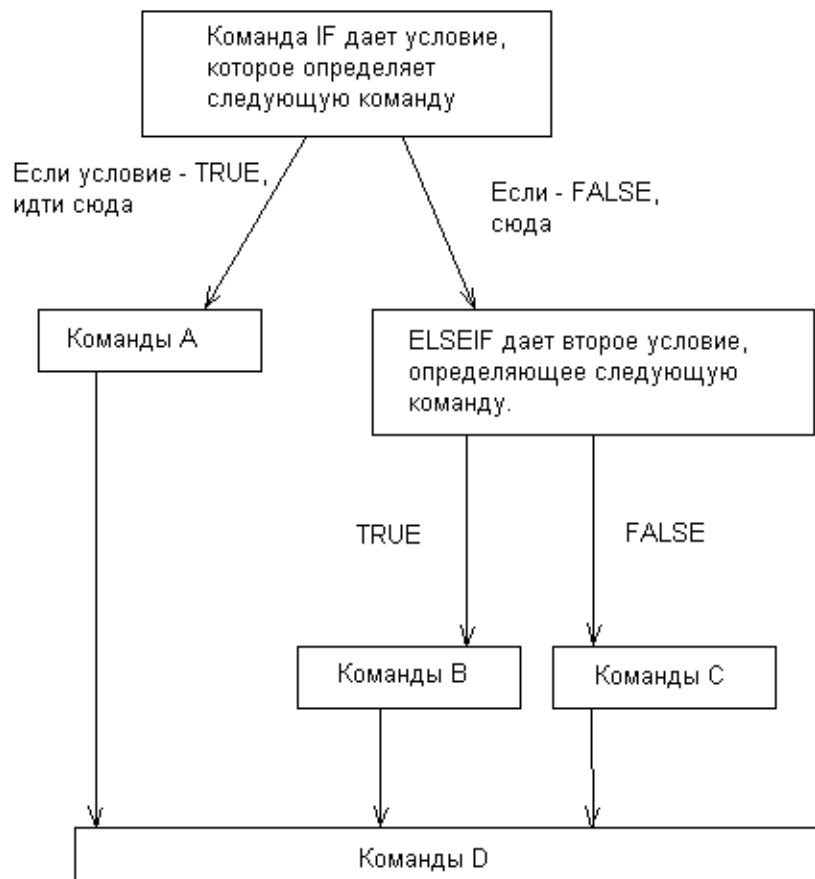 Команда IF дает условие,
которое определяет
следующую команду
Если условие - TRUE,
идти сюда
Если - FALSE,
сюда
Команды A
ELSEIF дает второе условие,
определяющее следующую
команду.
TRUE
FALSE
Команды B
Команды C
Команды D